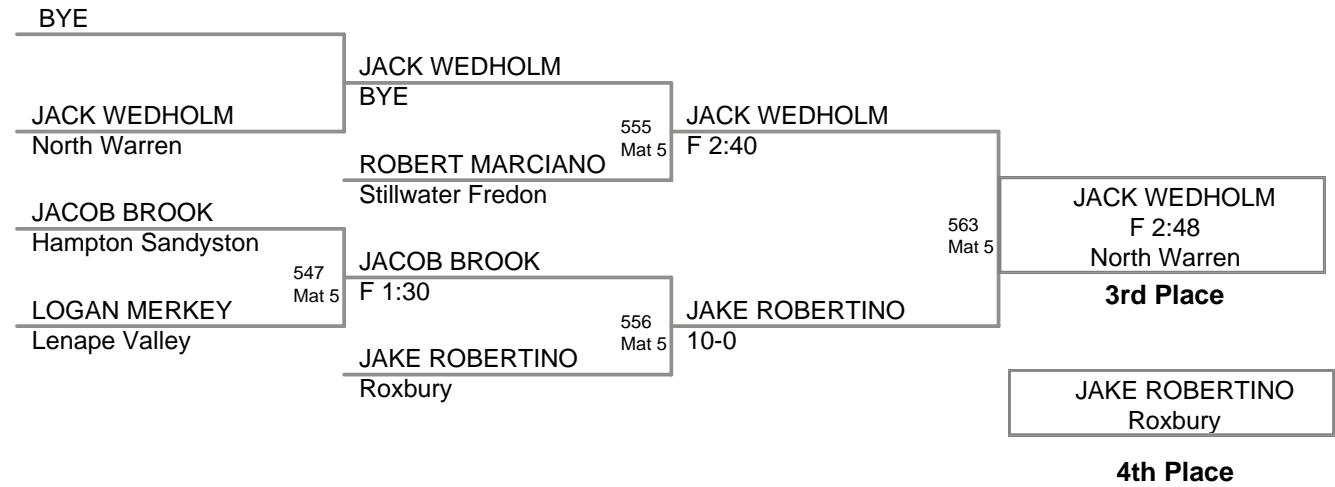 BYE
JACK WEDHOLM
BYE
JACK WEDHOLM
North Warren
555
Mat 5
JACK WEDHOLM
F 2:40
ROBERT MARCIANO
Stillwater Fredon
JACOB BROOK
Hampton Sandyston
547
Mat 5
JACOB BROOK
F 1:30
LOGAN MERKEY
Lenape Valley
556
Mat 5
JAKE ROBERTINO
10-0
JAKE ROBERTINO
Roxbury
563
Mat 5
JACK WEDHOLM
F 2:48
North Warren
3rd Place
JAKE ROBERTINO
Roxbury
4th Place